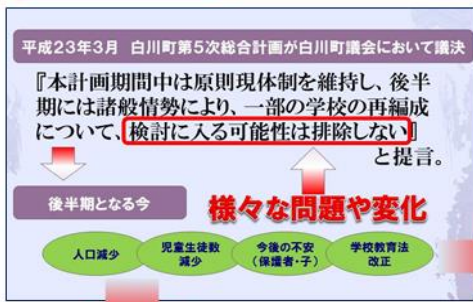 平成23年3月 白川町第5次総合計画が白川町議会において議決
『本計画期間中は原則現体制を維持し、後半
期には諸般情勢により、一部の学校の再編成
について、検討に入る可能性は排除しない』
と提言。
後半期となる今
様々な問題や変化
人口減少
児童生徒数
減少
今後の不安
(保護者・子)
学校教育法
改正